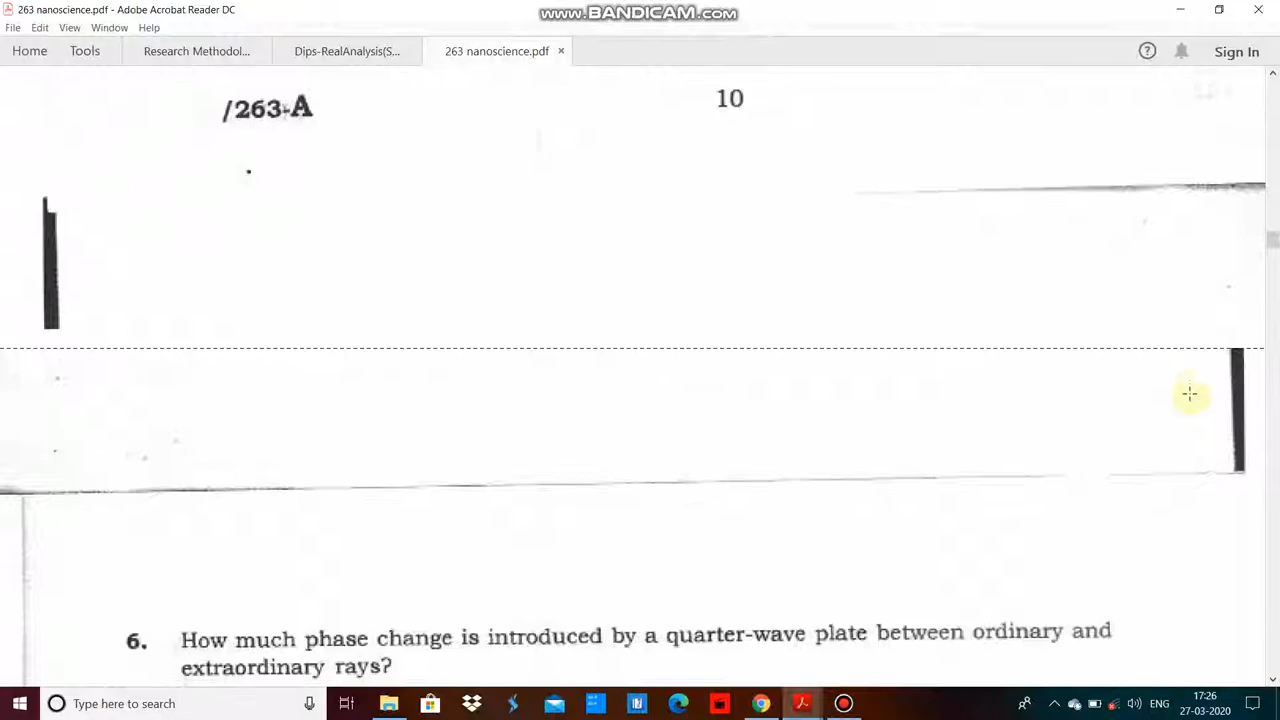 263 nanoscience.pdf - Adobe Acrobat Reader DC
www.BANDICAM.com
File Edit View Window Help
Home Tools Research Methodol... Dips-RealAnalysis(S... 263 nanoscience.pdf × Sign In
/263-A 10
6. How much phase change is introduced by a quarter-wave plate between ordinary and
extraordinary rays?
Type here to search
ENG
17:26
27-03-2020